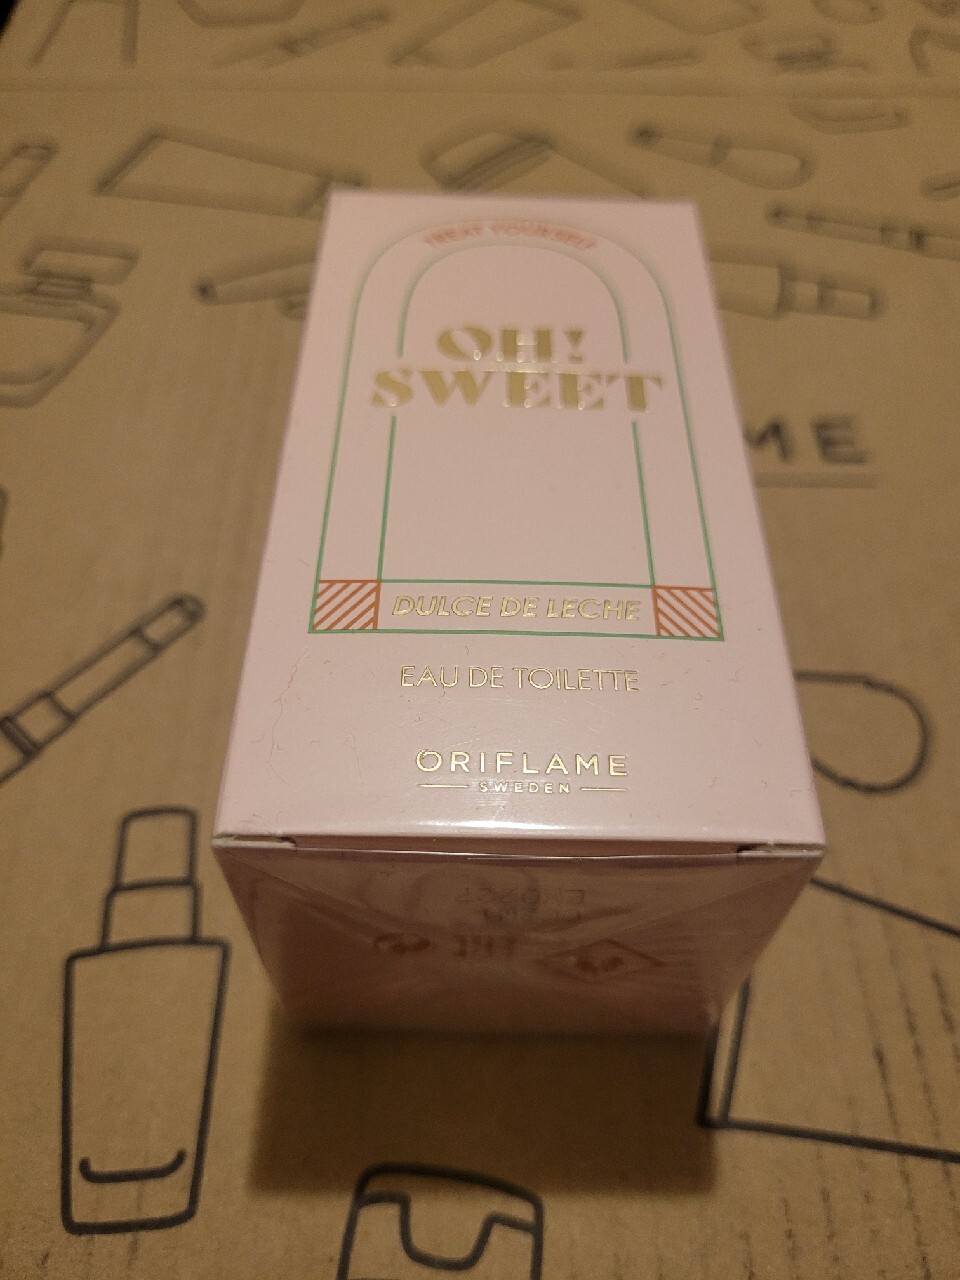 TREAT YOURSELF
OH!
SWEET
DULCE DE LECHE
EAU DE TOILETTE
ORIFLAME
SWEDEN